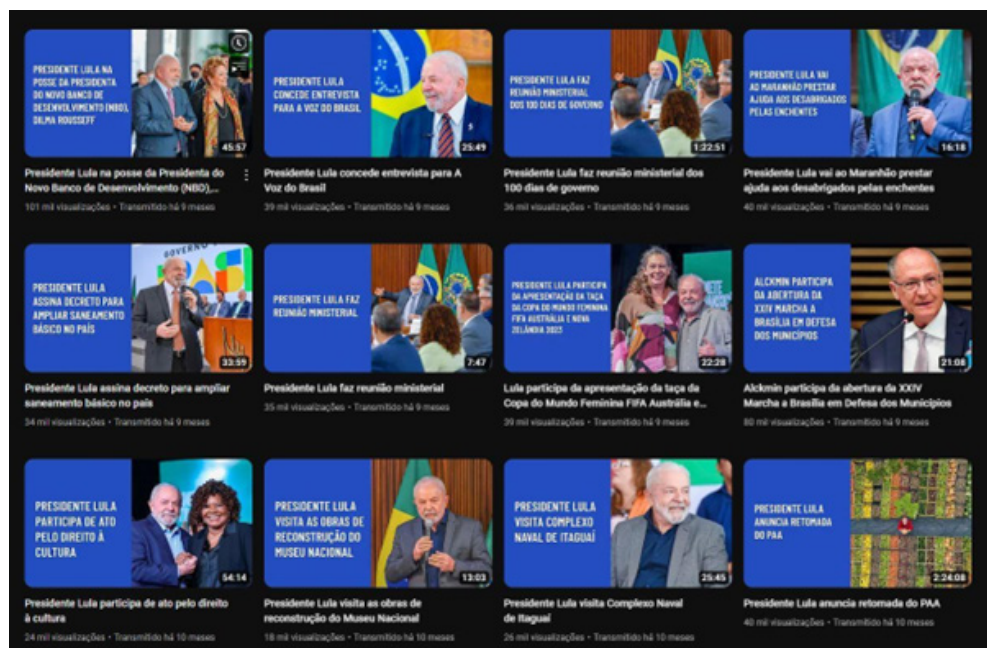 PRESIDENTE LULA NA
POSSE DA PRESIDENTA
DO NOVO BANCO DE
DESENVOLVIMENTO (NBD),
DILMA ROUSSEFF
45:57
Presidente Lula na posse da Presidenta do
Novo Banco de Desenvolvimento (NBD),...
101 mil visualizações • Transmitido há 9 meses
PRESIDENTE LULA
CONCEDE ENTREVISTA
PARA A VOZ DO BRASIL
25:49
Presidente Lula concede entrevista para A
Voz do Brasil
39 mil visualizações • Transmitido há 9 meses
PRESIDENTE LULA FAZ
REUNIÃO MINISTERIAL
DOS 100 DIAS DE GOVERNO
1:22:51
Presidente Lula faz reunião ministerial dos
100 dias de governo
36 mil visualizações • Transmitido há 9 meses
PRESIDENTE LULA VAI
AO MARANHÃO PRESTAR
AJUDA AOS DESABRIGADOS
PELAS ENCHENTES
16:18
Presidente Lula vai ao Maranhão prestar
ajuda aos desabrigados pelas enchentes
40 mil visualizações • Transmitido há 9 meses
PRESIDENTE LULA
ASSINA DECRETO PARA
AMPLIAR SANEAMENTO
BÁSICO NO PAÍS
GOVERNO
33:59
Presidente Lula assina decreto para ampliar
saneamento básico no país
34 mil visualizações • Transmitido há 9 meses
PRESIDENTE LULA FAZ
REUNIÃO MINISTERIAL
7:47
Presidente Lula faz reunião ministerial
35 mil visualizações • Transmitido há 9 meses
PRESIDENTE LULA PARTICIPA
DA APRESENTAÇÃO DA TAÇA
DA COPA DO MUNDO FEMININA
FIFA AUSTRÁLIA E NOVA
ZELÂNDIA 2023
22:28
Lula participa da apresentação da taça da
Copa do Mundo Feminina FIFA Austrália e...
39 mil visualizações • Transmitido há 9 meses
ALCKMIN PARTICIPA
DA ABERTURA DA
XXIV MARCHA A
BRASÍLIA EM DEFESA
DOS MUNICÍPIOS
21:08
Alckmin participa da abertura da XXIV
Marcha a Brasília em Defesa dos Municípios
80 mil visualizações • Transmitido há 9 meses
PRESIDENTE LULA
PARTICIPA DE ATO
PELO DIREITO À
CULTURA
54:14
Presidente Lula participa de ato pelo direito
à cultura
24 mil visualizações • Transmitido há 10 meses
PRESIDENTE LULA
VISITA AS OBRAS DE
RECONSTRUÇÃO DO
MUSEU NACIONAL
13:03
Presidente Lula visita as obras de
reconstrução do Museu Nacional
18 mil visualizações • Transmitido há 10 meses
PRESIDENTE LULA
VISITA COMPLEXO
NAVAL DE ITAGUAÍ
25:45
Presidente Lula visita Complexo Naval
de Itaguaí
26 mil visualizações • Transmitido há 10 meses
PRESIDENTE LULA
ANUNCIA RETOMADA
DO PAA
2:24:08
Presidente Lula anuncia retomada do PAA
40 mil visualizações • Transmitido há 10 meses